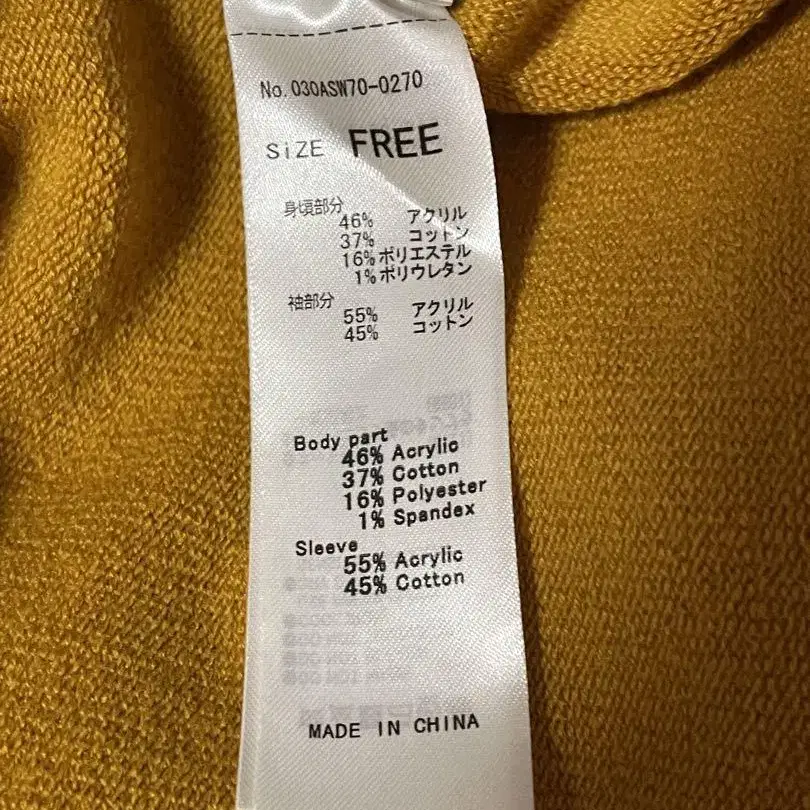 No.030ASW70-0270
SiZE FREE
身頃部分
46% アクリル
37% コットン
16%ポリエステル
1%ポリウレタン
袖部分
55% アクリル
45% コットン
Body part
46% Acrylic
37% Cotton
16% Polyester
1% Spandex
Sleeve
55% Acrylic
45% Cotton
MADE IN CHINA